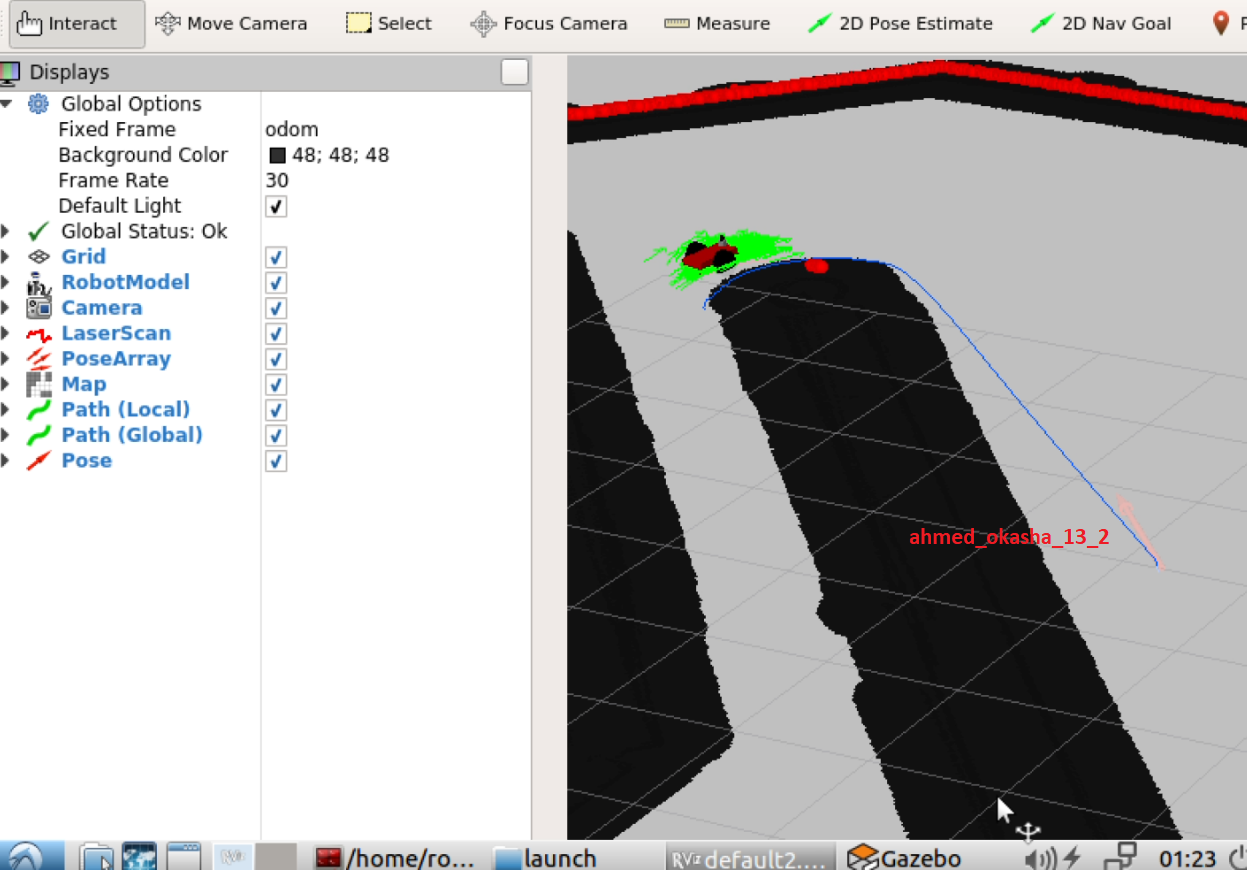 Interact Move Camera Select Focus Camera Measure 2D Pose Estimate 2D Nav Goal
Displays
Global Options
Fixed Frame odom
Background Color 48; 48; 48
Frame Rate 30
Default Light
Global Status: Ok
Grid
RobotModel
Camera
LaserScan
PoseArray
Map
Path (Local)
Path (Global)
Pose
ahmed_okasha_13_2
/home/ro... launch RViz default2.... Gazebo 01:23